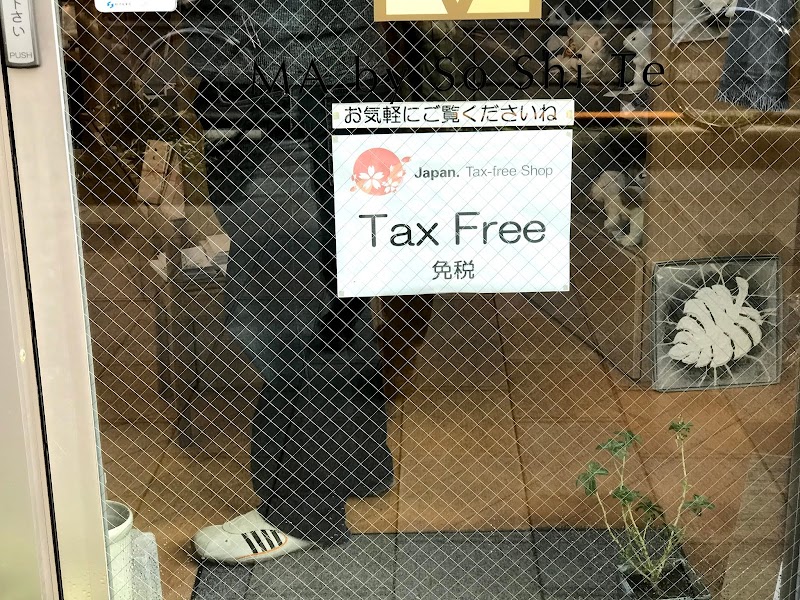 PUSH
MA by So Shi Te
お気軽にご覧くださいね
Japan. Tax-free Shop
Tax Free
免税